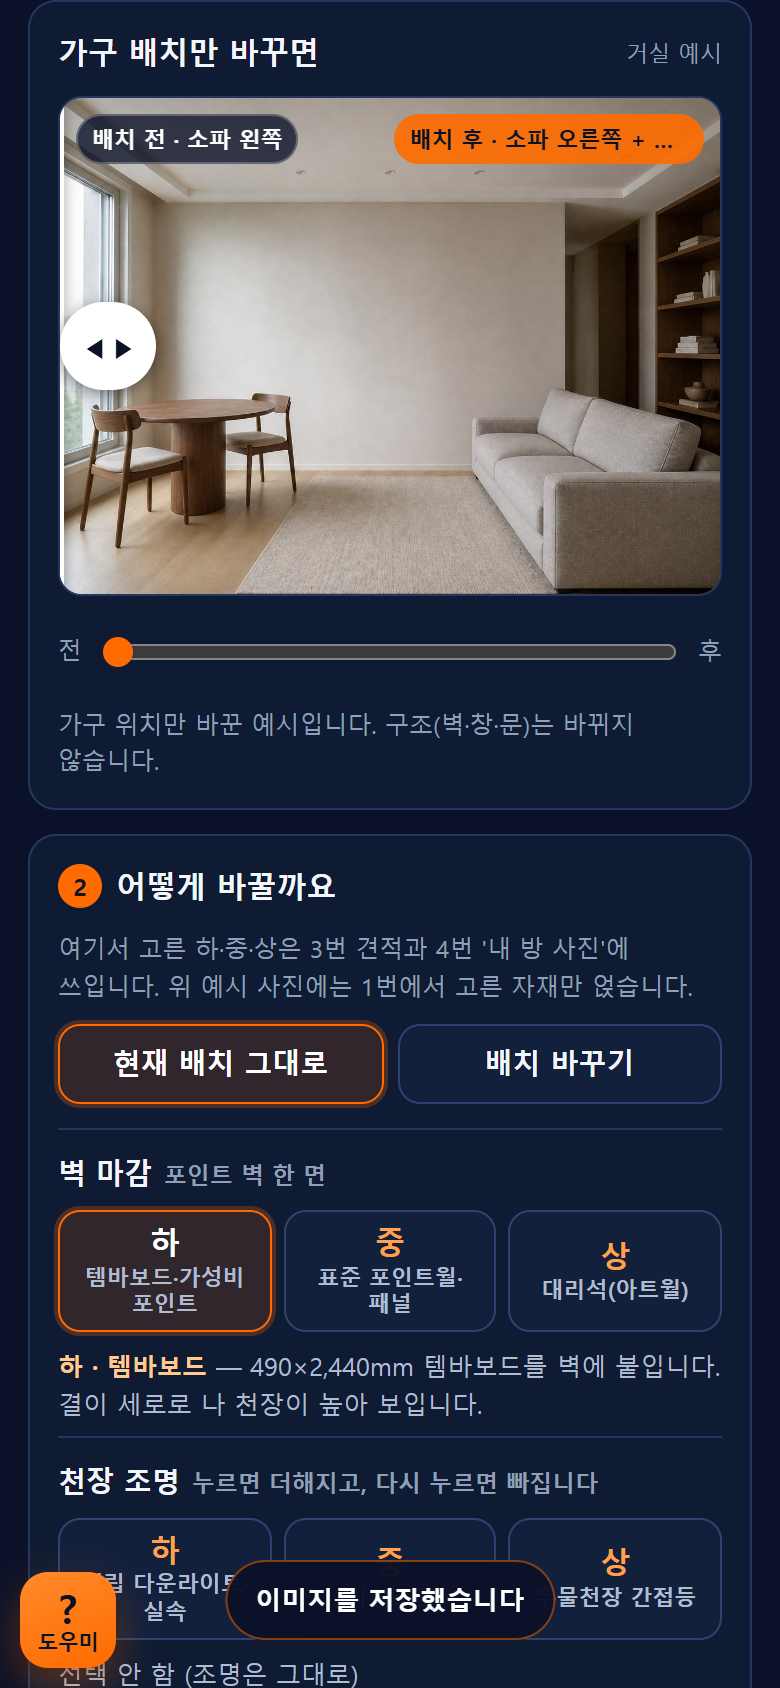 가구 배치만 바꾸면
거실 예시
배치 전 · 소파 왼쪽
배치 후 · 소파 오른쪽 + ...
전
후
가구 위치만 바꾼 예시입니다. 구조(벽·창·문)는 바뀌지
않습니다.
2 어떻게 바꿀까요
여기서 고른 하·중·상은 3번 견적과 4번 '내 방 사진'에
쓰입니다. 위 예시 사진에는 1번에서 고른 자재만 얹습니다.
현재 배치 그대로
배치 바꾸기
벽 마감 포인트 벽 한 면
하
템바보드·가성비
포인트
중
표준 포인트월·
패널
상
대리석(아트월)
하 · 템바보드 — 490×2,440mm 템바보드를 벽에 붙입니다.
결이 세로로 나 천장이 높아 보입니다.
천장 조명 누르면 더해지고, 다시 누르면 빠집니다
하
다운라이트·
실속
중
상
우물천장 간접등
이미지를 저장했습니다
?
도우미
선택 안 함 (조명은 그대로)